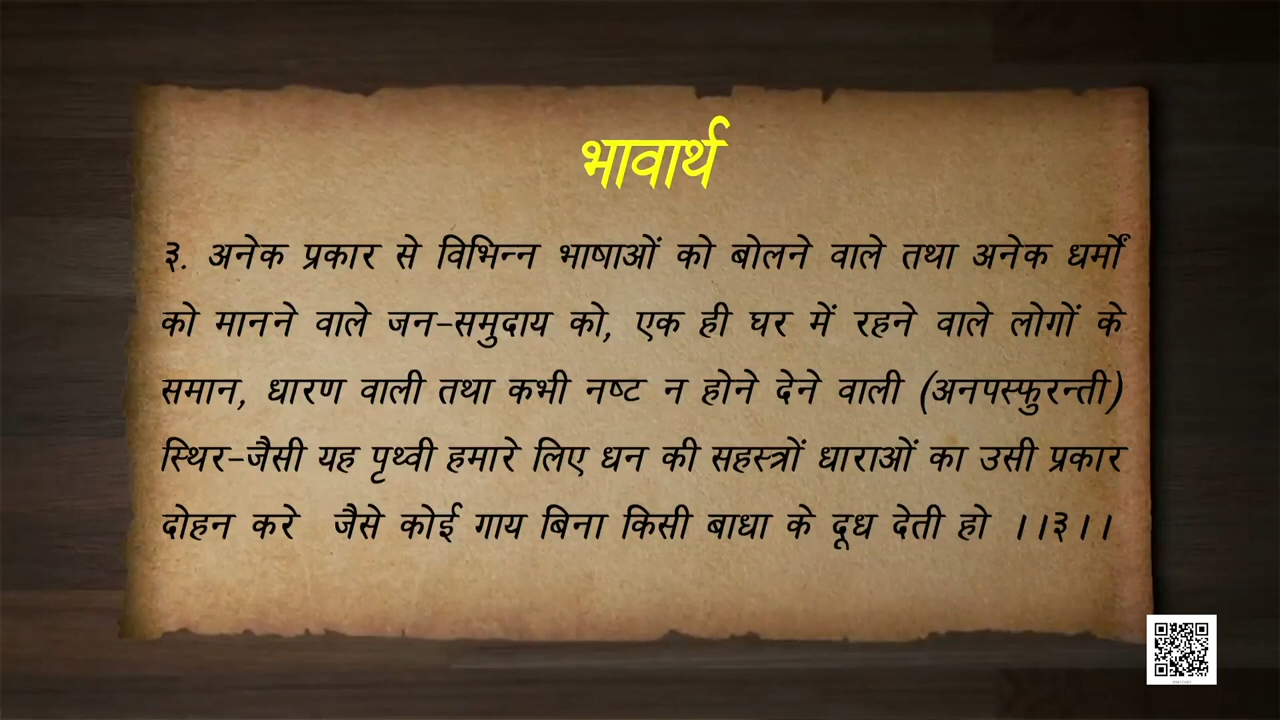 भावार्थ
३. अनेक प्रकार से विभिन्न भाषाओं को बोलने वाले तथा अनेक धर्मों
को मानने वाले जन-समुदाय को, एक ही घर में रहने वाले लोगों के
समान, धारण वाली तथा कभी नष्ट न होने देने वाली (अनपस्फुरन्ती)
स्थिर-जैसी यह पृथ्वी हमारे लिए धन की सहस्त्रों धाराओं का उसी प्रकार
दोहन करे जैसे कोई गाय बिना किसी बाधा के दूध देती हो ।।३।।